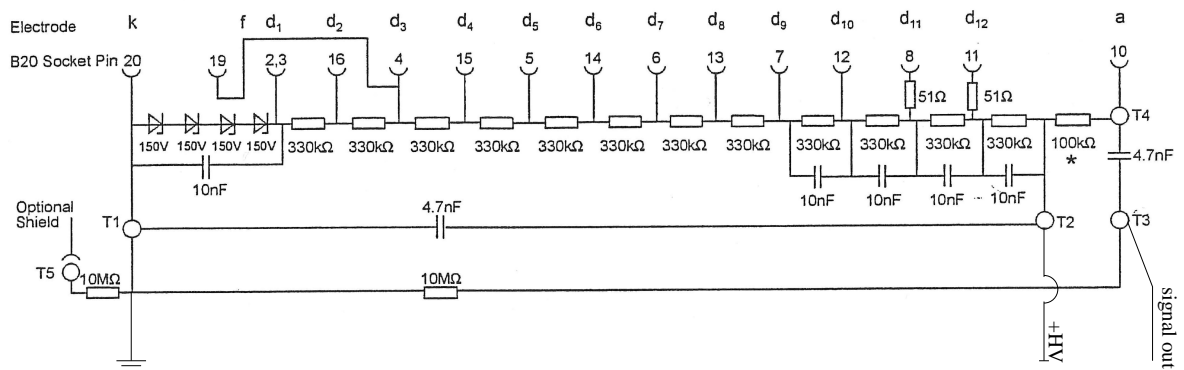 Electrode k f d1 d2 d3 d4 d5 d6 d7 d8 d9 d10 d11 d12 a
B20 Socket Pin 20 19 2,3 16 4 15 5 14 6 13 7 12 8 11 10
51Ω 51Ω
T4
150V 150V 150V 150V 330kΩ 330kΩ 330kΩ 330kΩ 330kΩ 330kΩ 330kΩ 330kΩ 330kΩ 330kΩ 330kΩ 330kΩ 100kΩ
*
4.7nF
10nF 10nF 10nF 10nF 10nF
Optional
Shield
T1 4.7nF T2 T3
T5 10MΩ 10MΩ
signal out
+HV